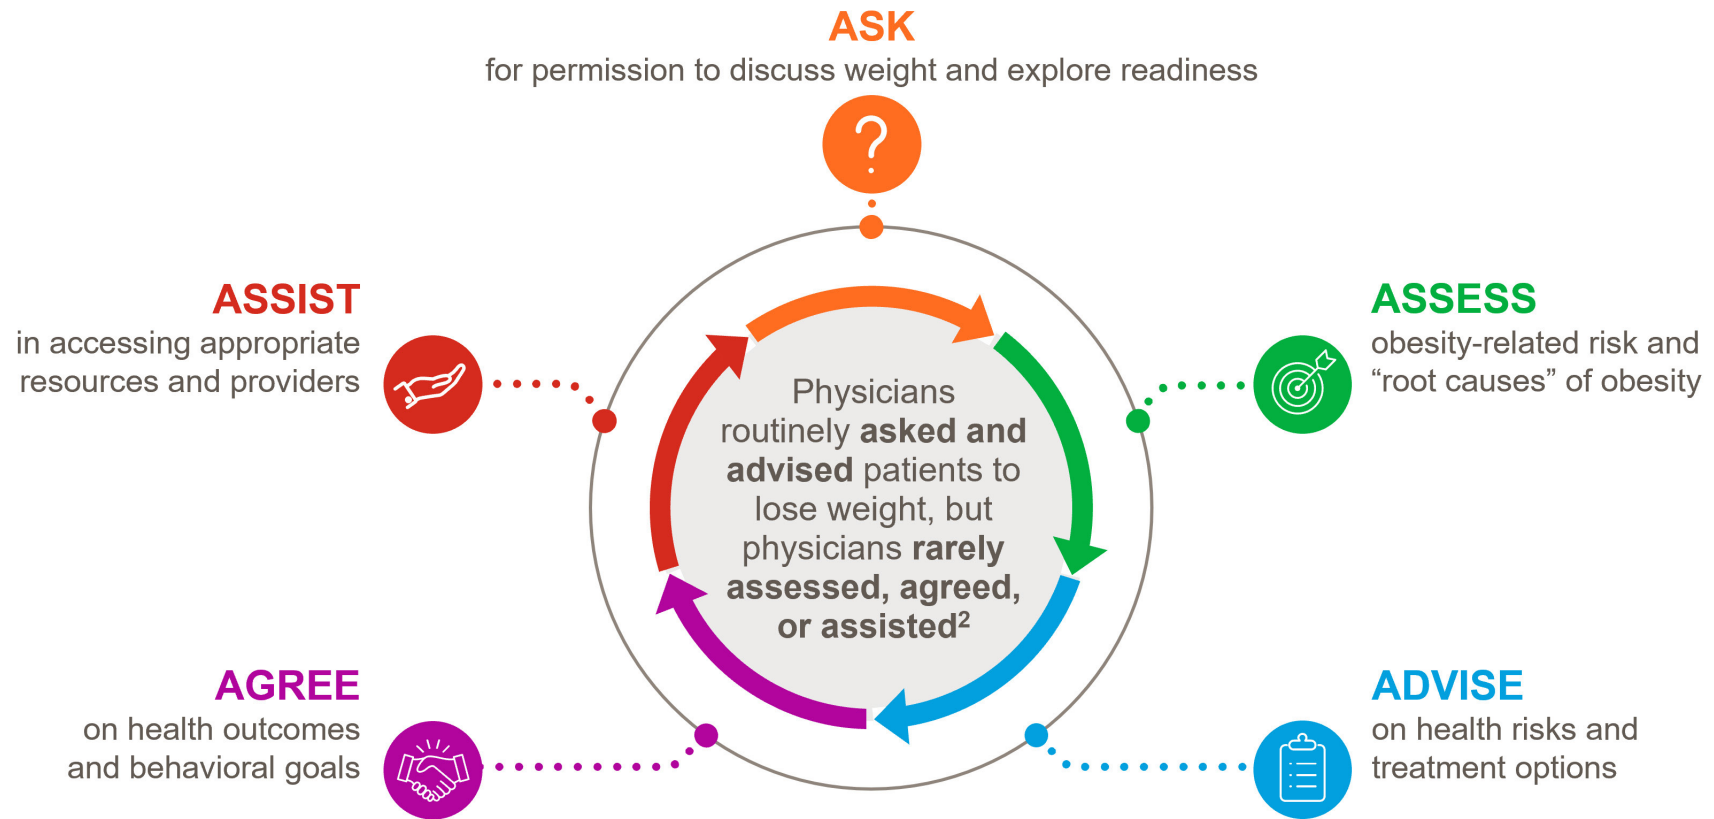 ASK
for permission to discuss weight and explore readiness
ASSESS
obesity-related risk and
“root causes” of obesity
ADVISE
on health risks and
treatment options
AGREE
on health outcomes
and behavioral goals
ASSIST
in accessing appropriate
resources and providers
Physicians
routinely asked and
advised patients to
lose weight, but
physicians rarely
assessed, agreed,
or assisted²